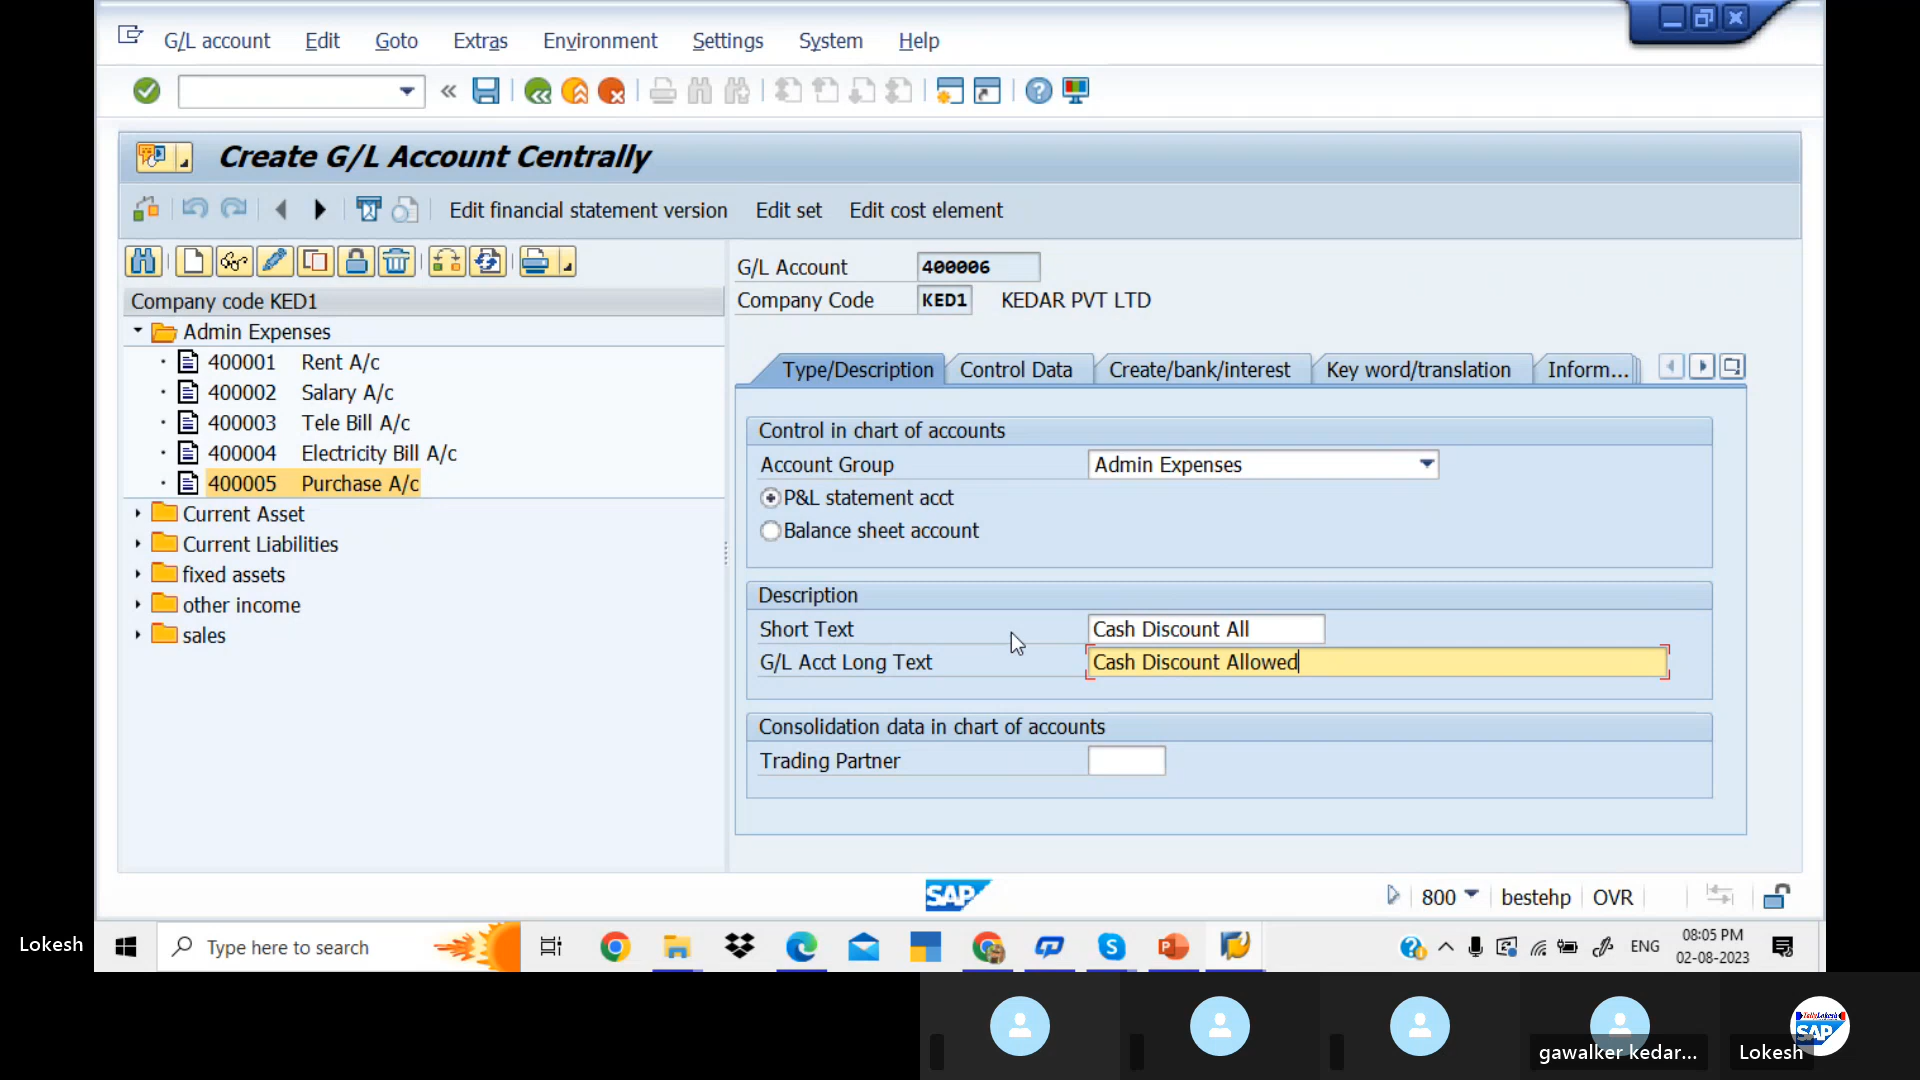 G/L account Edit Goto Extras Environment Settings System Help
Create G/L Account Centrally
Edit financial statement version Edit set Edit cost element
Company code KED1
Admin Expenses
400001 Rent A/c
400002 Salary A/c
400003 Tele Bill A/c
400004 Electricity Bill A/c
400005 Purchase A/c
Current Asset
Current Liabilities
fixed assets
other income
sales
G/L Account 400006
Company Code KED1 KEDAR PVT LTD
Type/Description Control Data Create/bank/interest Key word/translation Inform...
Control in chart of accounts
Account Group Admin Expenses
P&L statement acct
Balance sheet account
Description
Short Text Cash Discount All
G/L Acct Long Text Cash Discount Allowed
Consolidation data in chart of accounts
Trading Partner
SAP
800 bestehp OVR
Lokesh
Type here to search
ENG
08:05 PM
02-08-2023
gawalker kedar...
SAP
Lokesh